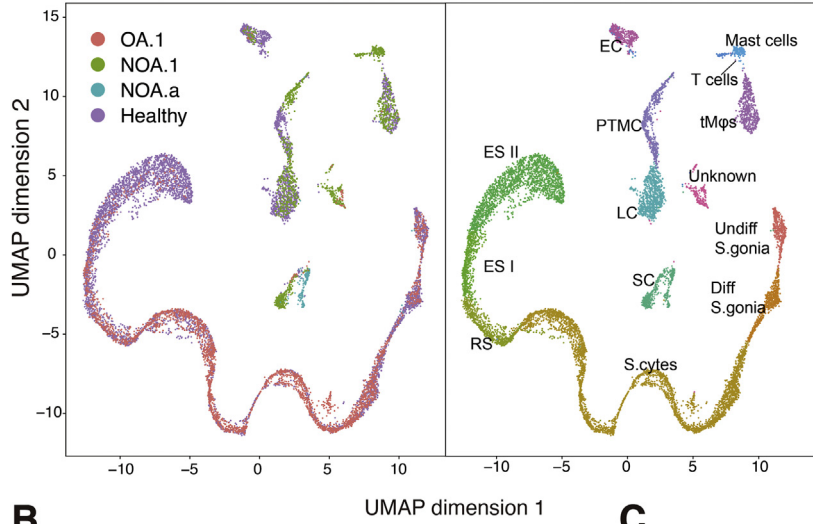 15
10
5
0
−5
−10
UMAP dimension 2
OA.1
NOA.1
NOA.a
Healthy
−10
−5
0
5
10
EC
Mast cells
T cells
PTMC
tMφs
ES II
Unknown
LC
Undiff
S.gonia
ES I
SC
Diff
S.gonia
RS
S.cytes
−10
−5
0
5
10
UMAP dimension 1
B
C